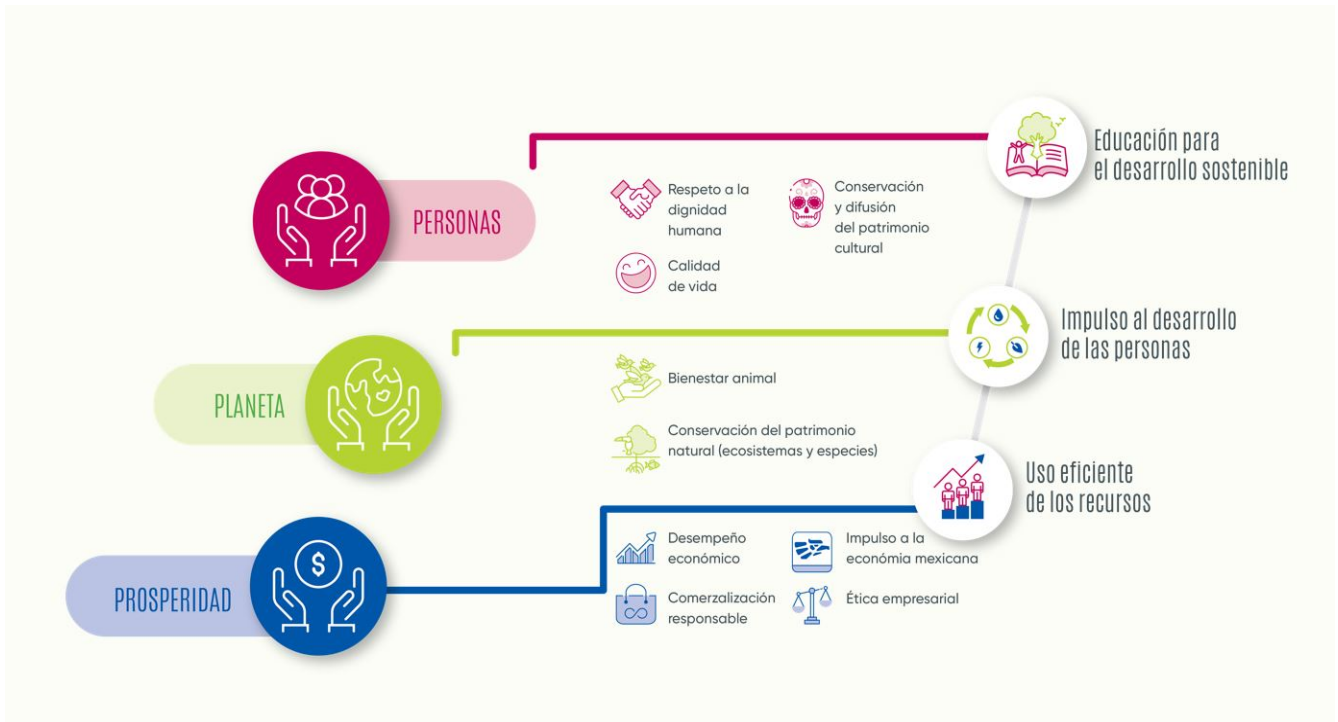 Educación para
el desarrollo sostenible
PERSONAS
Respeto a la
dignidad
humana
Conservación
y difusión
del patrimonio
cultural
Calidad
de vida
Impulso al desarrollo
de las personas
PLANETA
Bienestar animal
Conservación del patrimonio
natural (ecosistemas y especies)
Uso eficiente
de los recursos
PROSPERIDAD
$
Desempeño
económico
Impulso a la
económia mexicana
Comerzalización
responsable
Ética empresarial